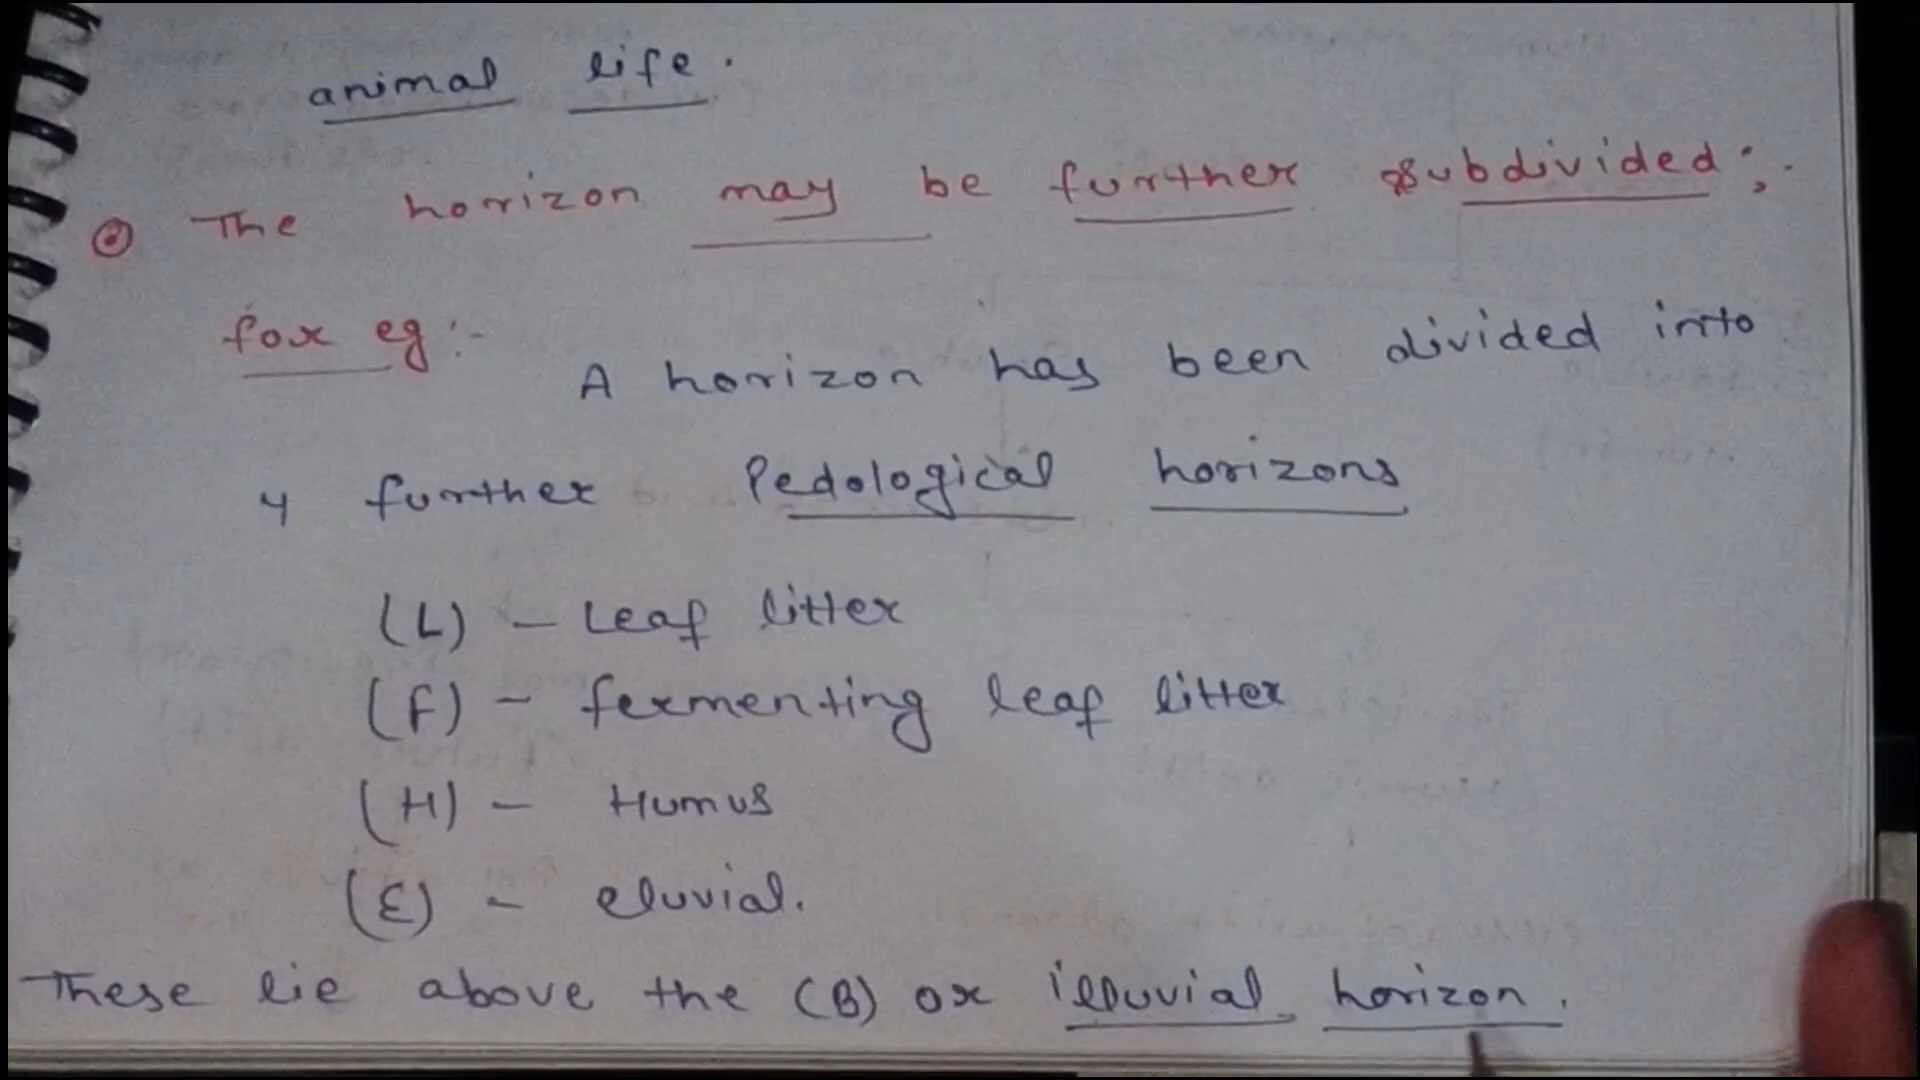 animal life.
The horizon may be further subdivided;.
for eg:-
A horizon has been divided into
4 further Pedological horizons
(L) - Leaf litter
(F) - fermenting leaf litter
(H) - Humus
(E) - eluvial.
These lie above the (B) or illuvial horizon.